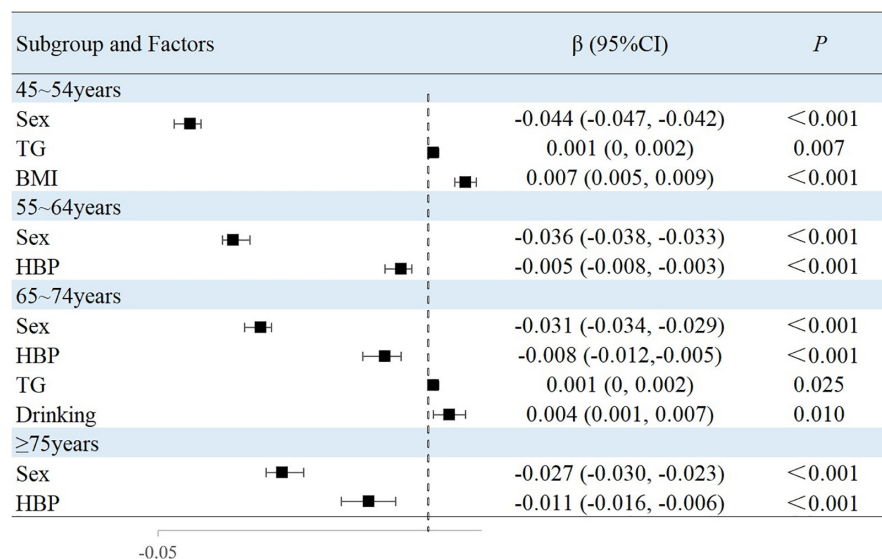 Subgroup and Factors β (95%CI) P
45~54years
Sex -0.044 (-0.047, -0.042) <0.001
TG 0.001 (0, 0.002) 0.007
BMI 0.007 (0.005, 0.009) <0.001
55~64years
Sex -0.036 (-0.038, -0.033) <0.001
HBP -0.005 (-0.008, -0.003) <0.001
65~74years
Sex -0.031 (-0.034, -0.029) <0.001
HBP -0.008 (-0.012,-0.005) <0.001
TG 0.001 (0, 0.002) 0.025
Drinking 0.004 (0.001, 0.007) 0.010
≥75years
Sex -0.027 (-0.030, -0.023) <0.001
HBP -0.011 (-0.016, -0.006) <0.001
-0.05